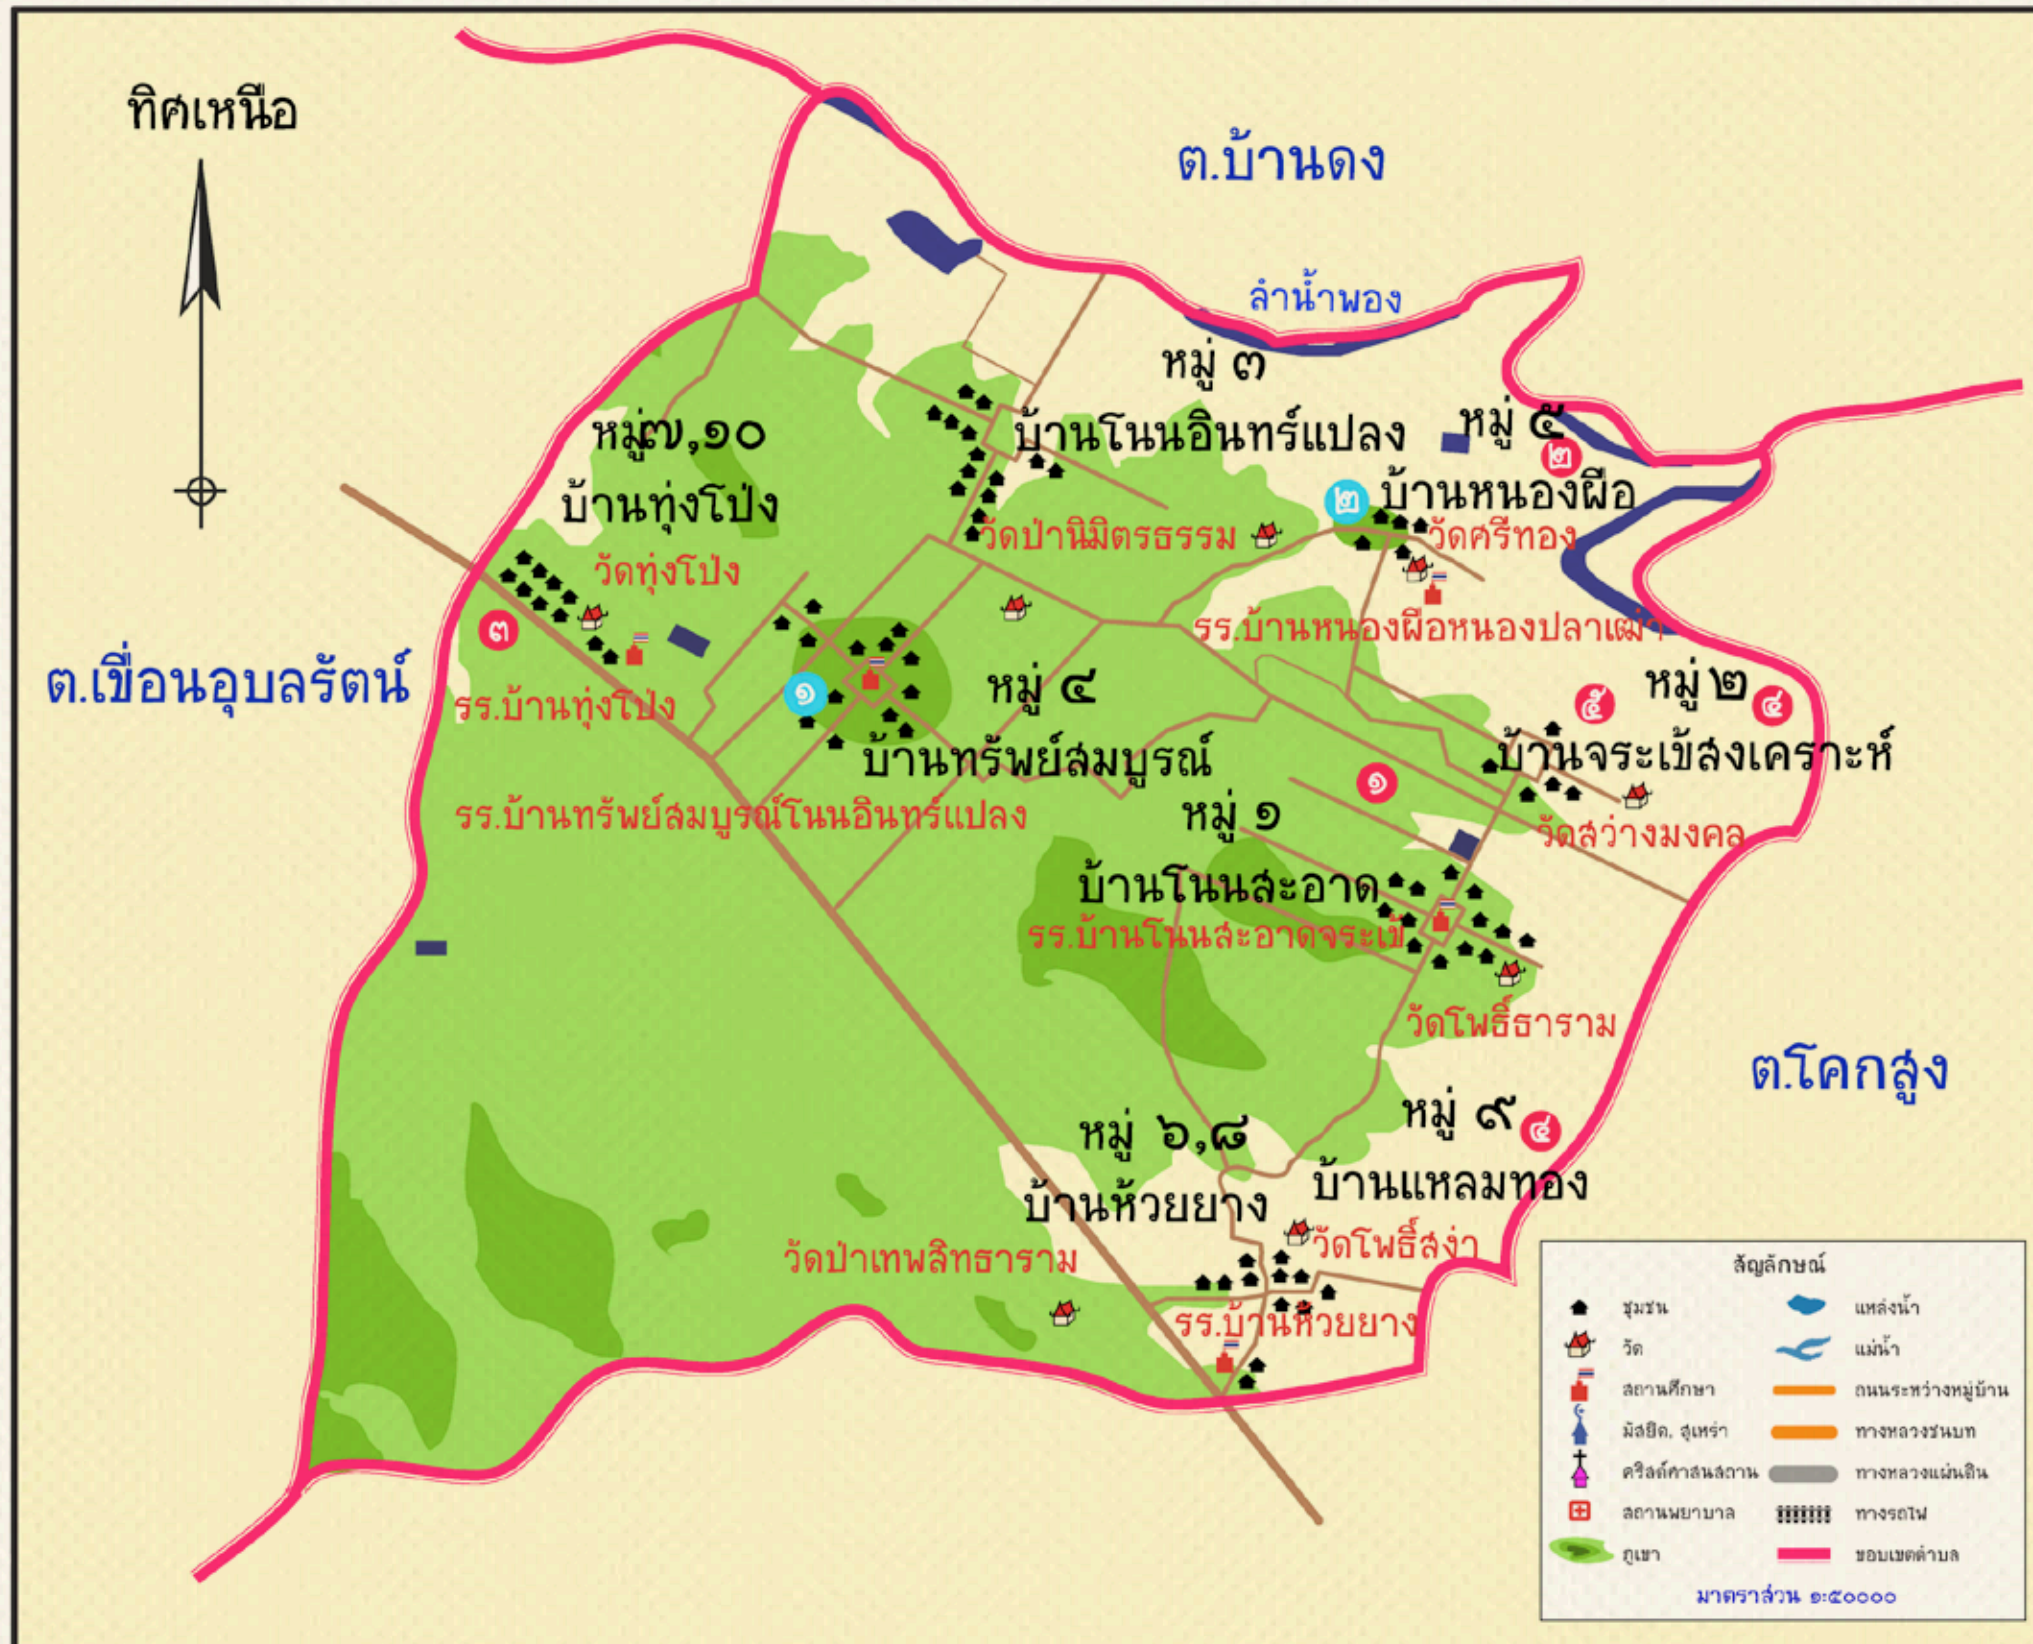 ทิศเหนือ
ต.บ้านดง
ลำน้ำพอง
หมู่ ๓
บ้านโนนอินทร์แปลง
หมู่ ๕
๒
หมู่๗,๑๐
บ้านทุ่งโป่ง
๒
บ้านหนองผือ
วัดป่านิมิตรธรรม
วัดศรีทอง
วัดทุ่งโป่ง
๓
รร.บ้านหนองผือหนองปลาเฒ่า
ต.เขื่อนอุบลรัตน์
รร.บ้านทุ่งโป่ง
๑
หมู่ ๔
บ้านทรัพย์สมบูรณ์
๕
หมู่ ๒
๔
บ้านจระเข้สงเคราะห์
รร.บ้านทรัพย์สมบูรณ์โนนอินทร์แปลง
๑
หมู่ ๑
วัดสว่างมงคล
บ้านโนนสะอาด
รร.บ้านโนนสะอาดจระเข้
วัดโพธิ์ธาราม
ต.โคกสูง
หมู่ ๖,๘
บ้านห้วยยาง
หมู่ ๙
๔
บ้านแหลมทอง
วัดป่าเทพสิทธาราม
วัดโพธิ์สง่า
รร.บ้านห้วยยาง
สัญลักษณ์
ชุมชน
แหล่งน้ำ
วัด
แม่น้ำ
สถานศึกษา
ถนนระหว่างหมู่บ้าน
มัสยิด, สุเหร่า
ทางหลวงชนบท
คริสต์ศาสนสถาน
ทางหลวงแผ่นดิน
สถานพยาบาล
ทางรถไฟ
ภูเขา
ขอบเขตตำบล
มาตราส่วน ๑:๕๐๐๐๐